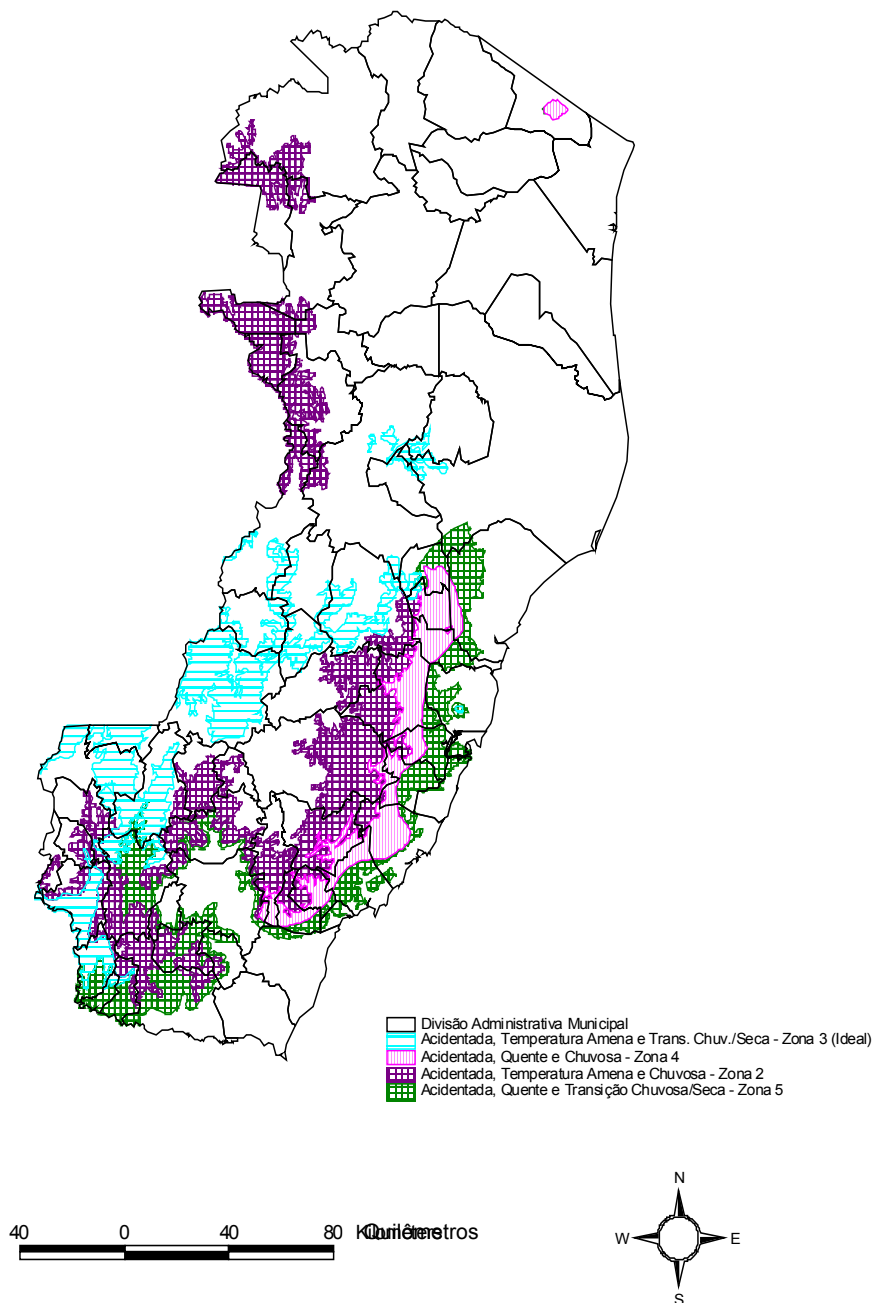 Divisão Administrativa Municipal
Acidentada, Temperatura Amena e Trans. Chuv./Seca - Zona 3 (Ideal)
Acidentada, Quente e Chuvosa - Zona 4
Acidentada, Temperatura Amena e Chuvosa - Zona 2
Acidentada, Quente e Transição Chuvosa/Seca - Zona 5
N
40 0 40 80 Quilômetros
W E
S